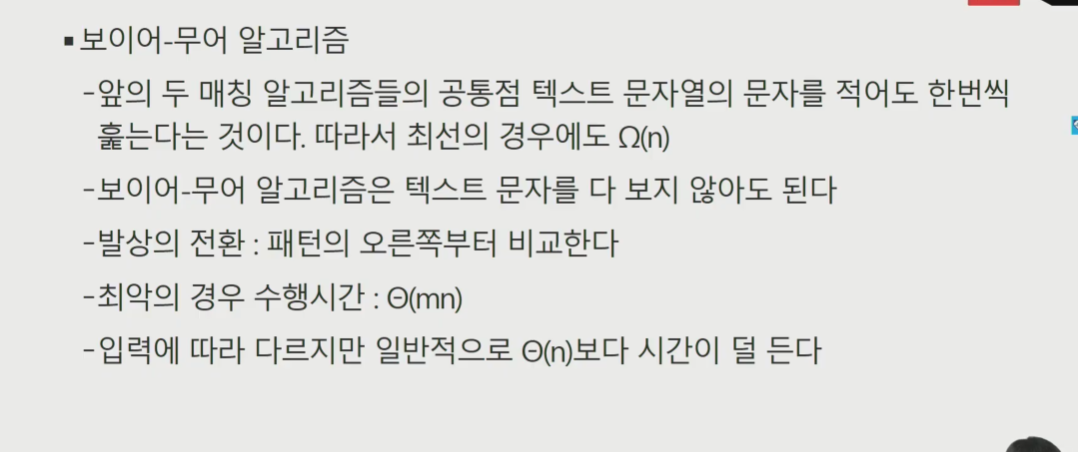 ▪ 보이어-무어 알고리즘
-앞의 두 매칭 알고리즘들의 공통점 텍스트 문자열의 문자를 적어도 한번씩
훑는다는 것이다. 따라서 최선의 경우에도 Ω(n)
-보이어-무어 알고리즘은 텍스트 문자를 다 보지 않아도 된다
-발상의 전환 : 패턴의 오른쪽부터 비교한다
-최악의 경우 수행시간 : Θ(mn)
-입력에 따라 다르지만 일반적으로 Θ(n)보다 시간이 덜 든다